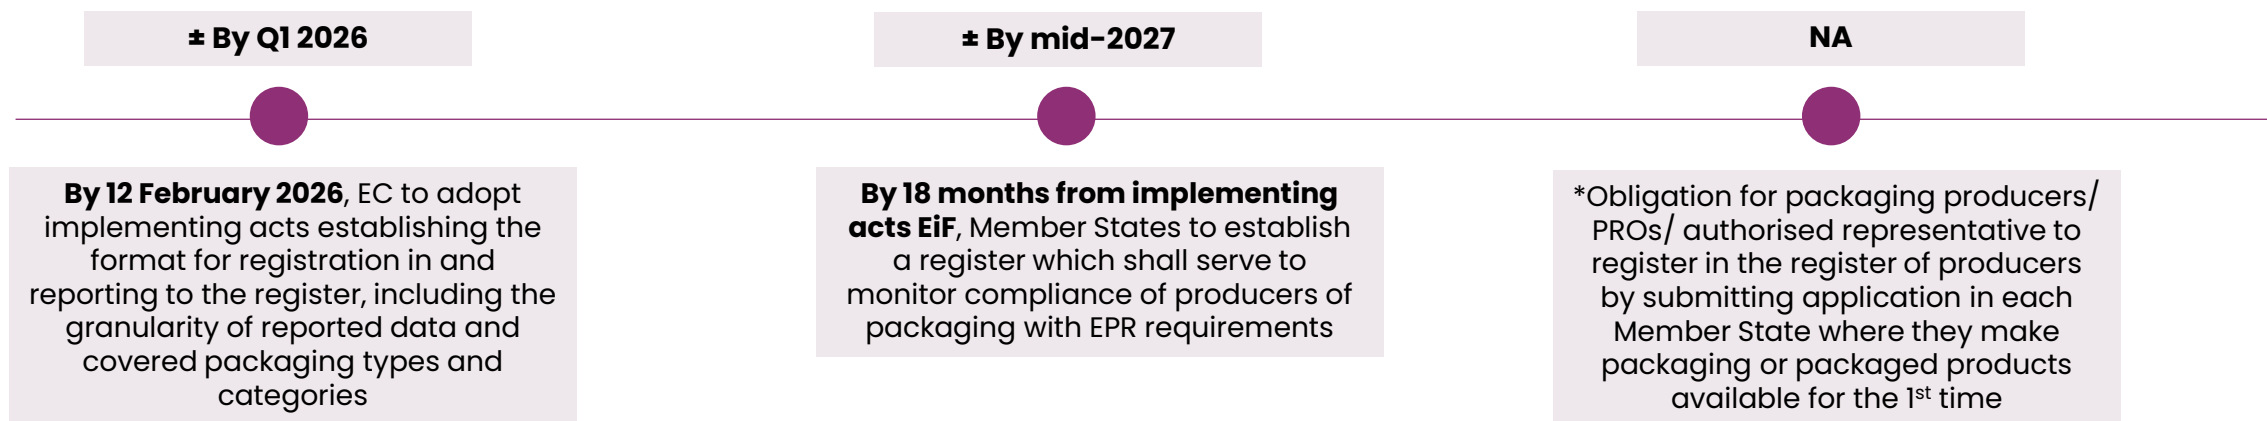 ± By Q1 2026
± By mid-2027
NA
By 12 February 2026, EC to adopt
implementing acts establishing the
format for registration in and
reporting to the register, including the
granularity of reported data and
covered packaging types and
categories
By 18 months from implementing
acts EiF, Member States to establish
a register which shall serve to
monitor compliance of producers of
packaging with EPR requirements
*Obligation for packaging producers/
PROs/ authorised representative to
register in the register of producers
by submitting application in each
Member State where they make
packaging or packaged products
available for the 1st time